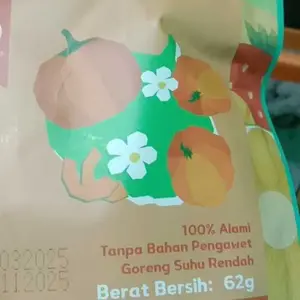 100% Alami
Tanpa Bahan Pengawet
Goreng Suhu Rendah
032025
112025
Berat Bersih: 62g